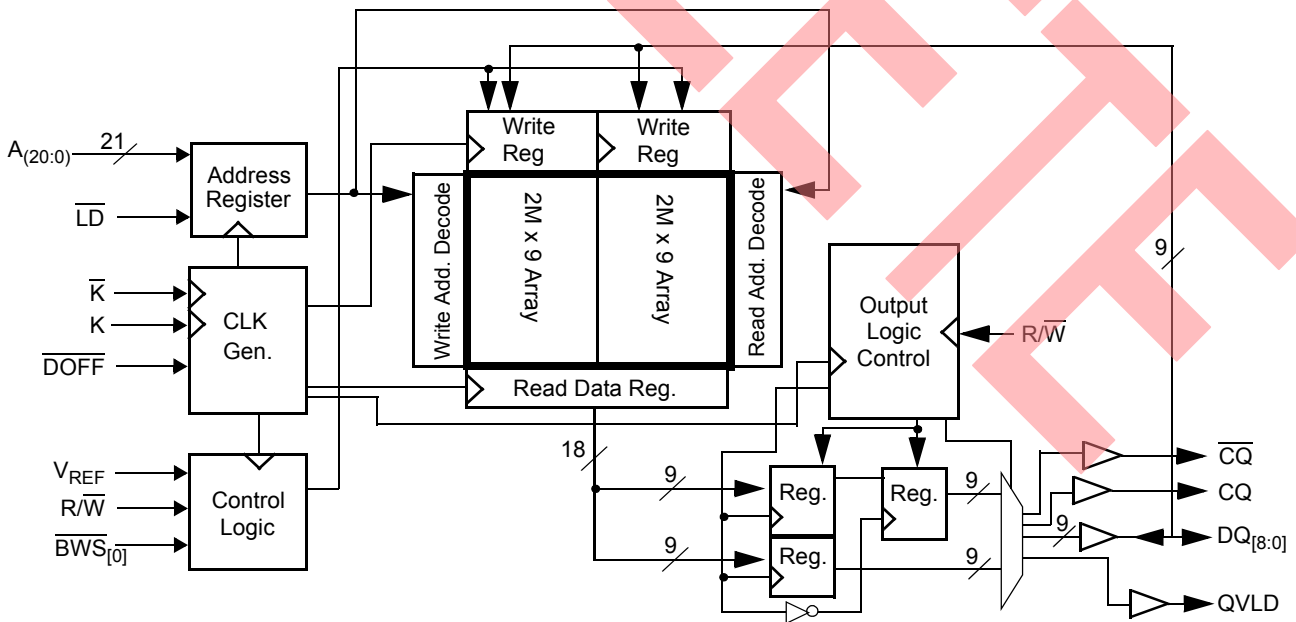 A(20:0)
21
LD
Address
Register
K
K
DOFF
CLK
Gen.
VREF
R/W
BWS[0]
Control
Logic
Write
Reg
Write
Reg
Write Add. Decode
2M x 9 Array
2M x 9 Array
Read Add. Decode
Read Data Reg.
18
9
9
Output
Logic
Control
R/W
9
Reg.
Reg.
Reg.
9
9
9
CQ
CQ
DQ[8:0]
QVLD